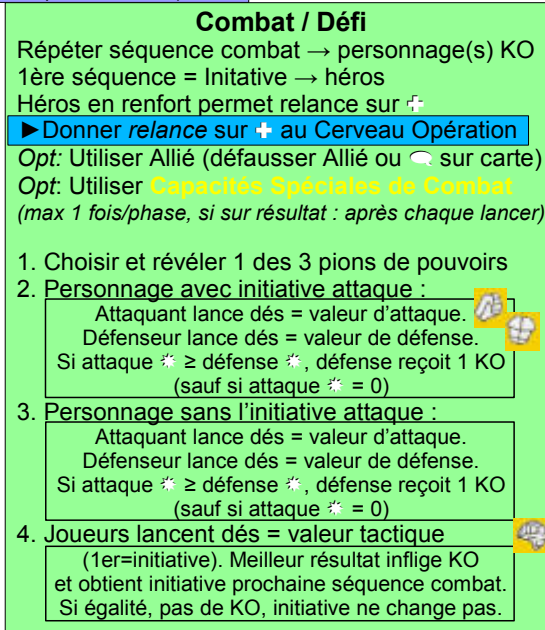 Combat / Défi
Répéter séquence combat → personnage(s) KO
1ère séquence = Initative → héros
Héros en renfort permet relance sur
►Donner relance sur au Cerveau Opération
Opt: Utiliser Allié (défausser Allié ou sur carte)
Opt: Utiliser Capacités Spéciales de Combat
(max 1 fois/phase, si sur résultat : après chaque lancer)
1. Choisir et révéler 1 des 3 pions de pouvoirs
2. Personnage avec initiative attaque :
Attaquant lance dés = valeur d'attaque.
Défenseur lance dés = valeur de défense.
Si attaque ≥ défense , défense reçoit 1 KO
(sauf si attaque = 0)
3. Personnage sans l'initiative attaque :
Attaquant lance dés = valeur d'attaque.
Défenseur lance dés = valeur de défense.
Si attaque ≥ défense , défense reçoit 1 KO
(sauf si attaque = 0)
4. Joueurs lancent dés = valeur tactique
(1er=initiative). Meilleur résultat inflige KO
et obtient initiative prochaine séquence combat.
Si égalité, pas de KO, initiative ne change pas.